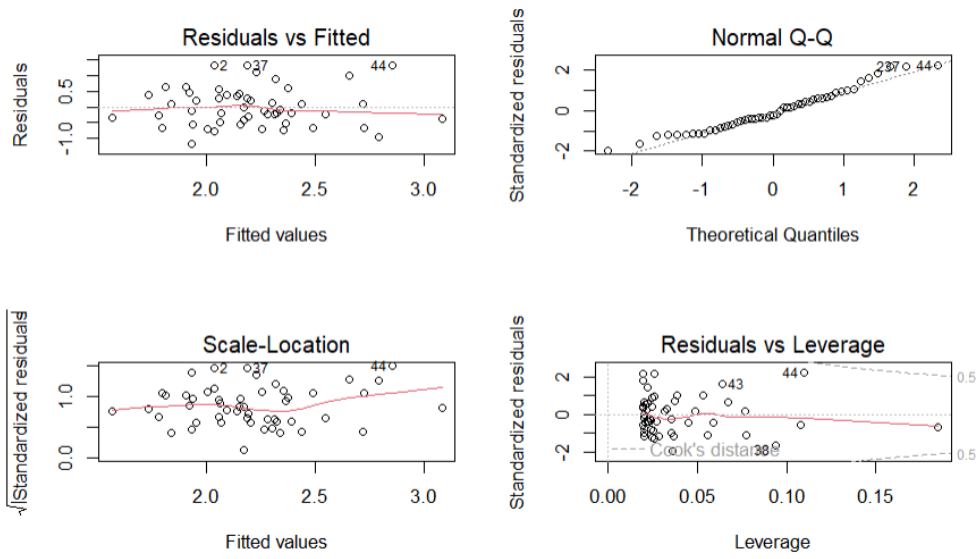 Residuals vs Fitted
Residuals
-1.0
0.5
2
37
44
2.0
2.5
3.0
Fitted values
Normal Q-Q
Standardized residuals
-2
0
2
237
44
-2
-1
0
1
2
Theoretical Quantiles
Scale-Location
√|Standardized residuals
0.0
1.0
2
37
44
2.0
2.5
3.0
Fitted values
Residuals vs Leverage
Standardized residuals
-2
0
2
43
44
38
0.5
0.5
Cook's distance
0.00
0.05
0.10
0.15
Leverage